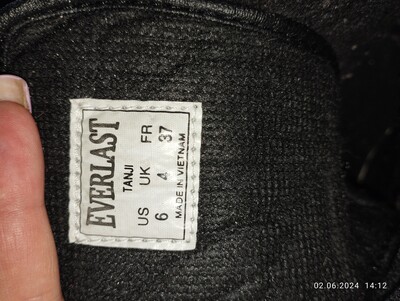 EVERLAST
TANJI
US UK FR
6 4 37
MADE IN VIETNAM
02.06.2024 14:12